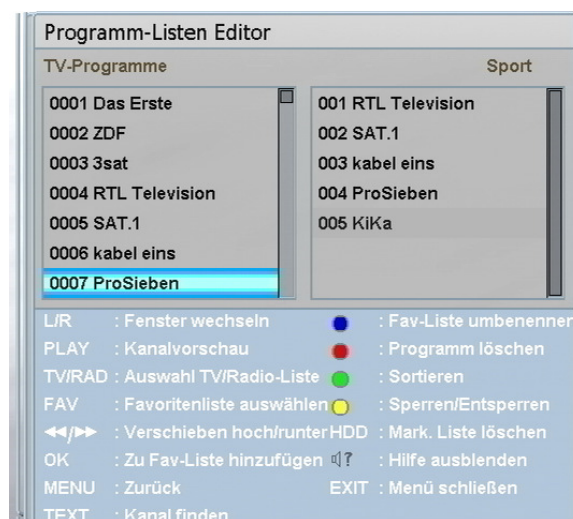 Programm-Listen Editor
TV-Programme Sport
0001 Das Erste
0002 ZDF
0003 3sat
0004 RTL Television
0005 SAT.1
0006 kabel eins
0007 ProSieben
001 RTL Television
002 SAT.1
003 kabel eins
004 ProSieben
005 KiKa
L/R : Fenster wechseln : Fav-Liste umbenenner
PLAY : Kanalvorschau : Programm löschen
TV/RAD : Auswahl TV/Radio-Liste : Sortieren
FAV : Favoritenliste auswählen : Sperren/Entsperren
◀◀/▶▶ : Verschieben hoch/runter HDD : Mark. Liste löschen
OK : Zu Fav-Liste hinzufügen ? : Hilfe ausblenden
MENU : Zurück EXIT : Menü schließen
TEXT : Kanal finden